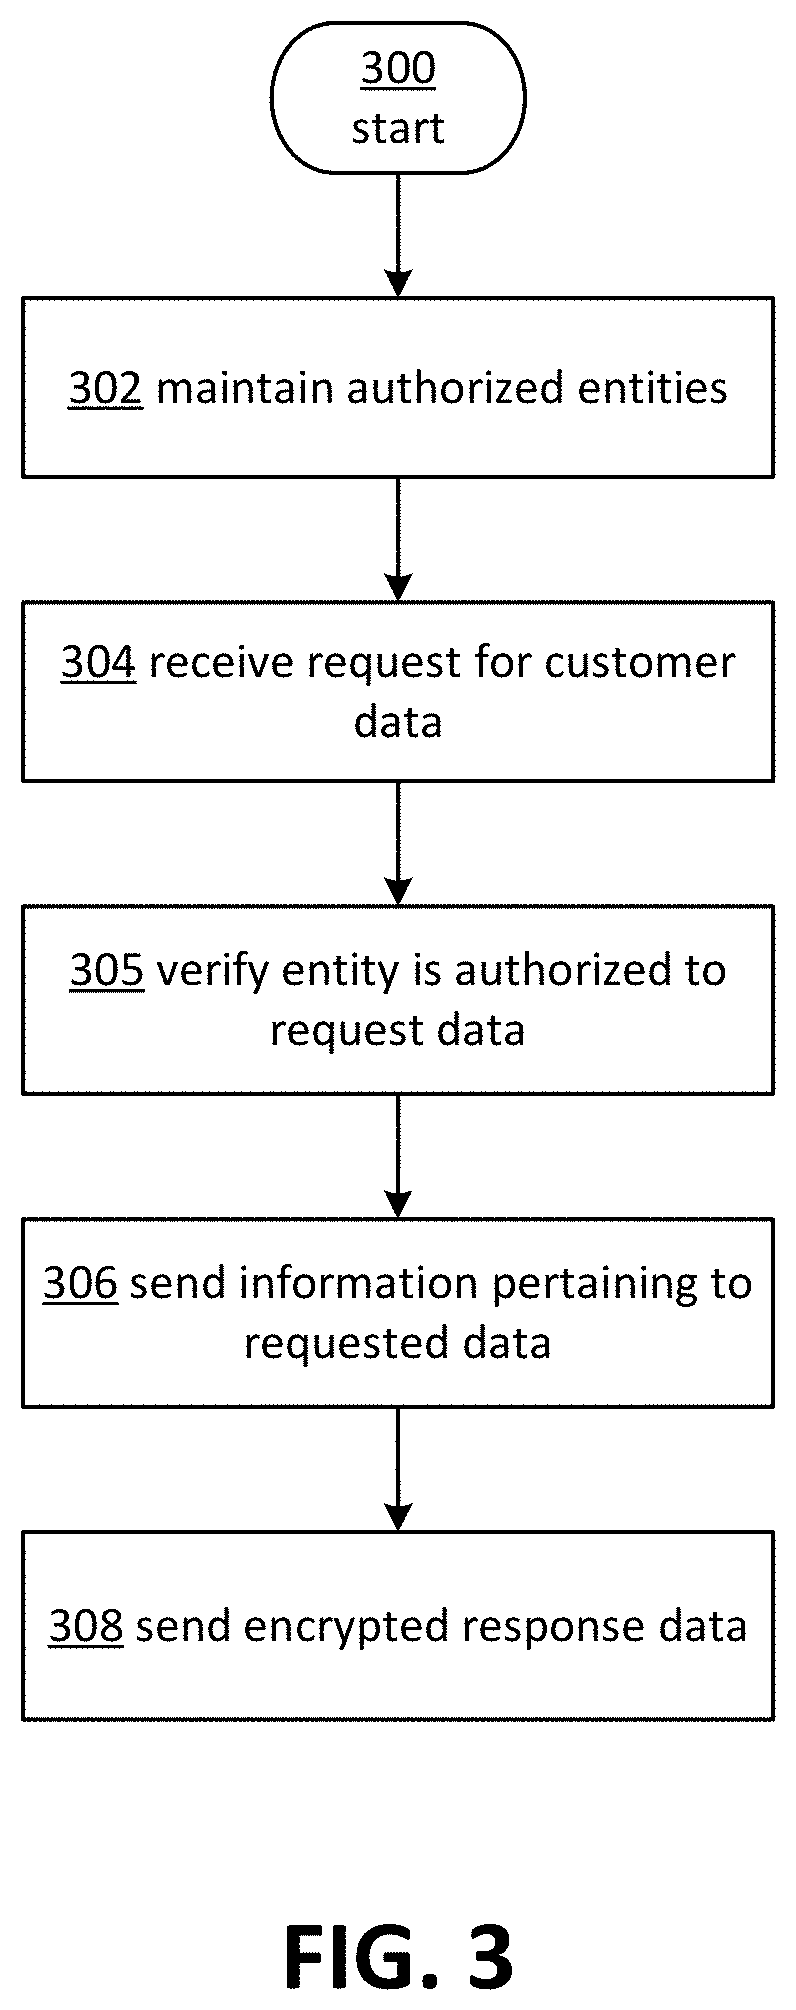 300
start
302 maintain authorized entities
304 receive request for customer
data
305 verify entity is authorized to
request data
306 send information pertaining to
requested data
308 send encrypted response data
FIG. 3